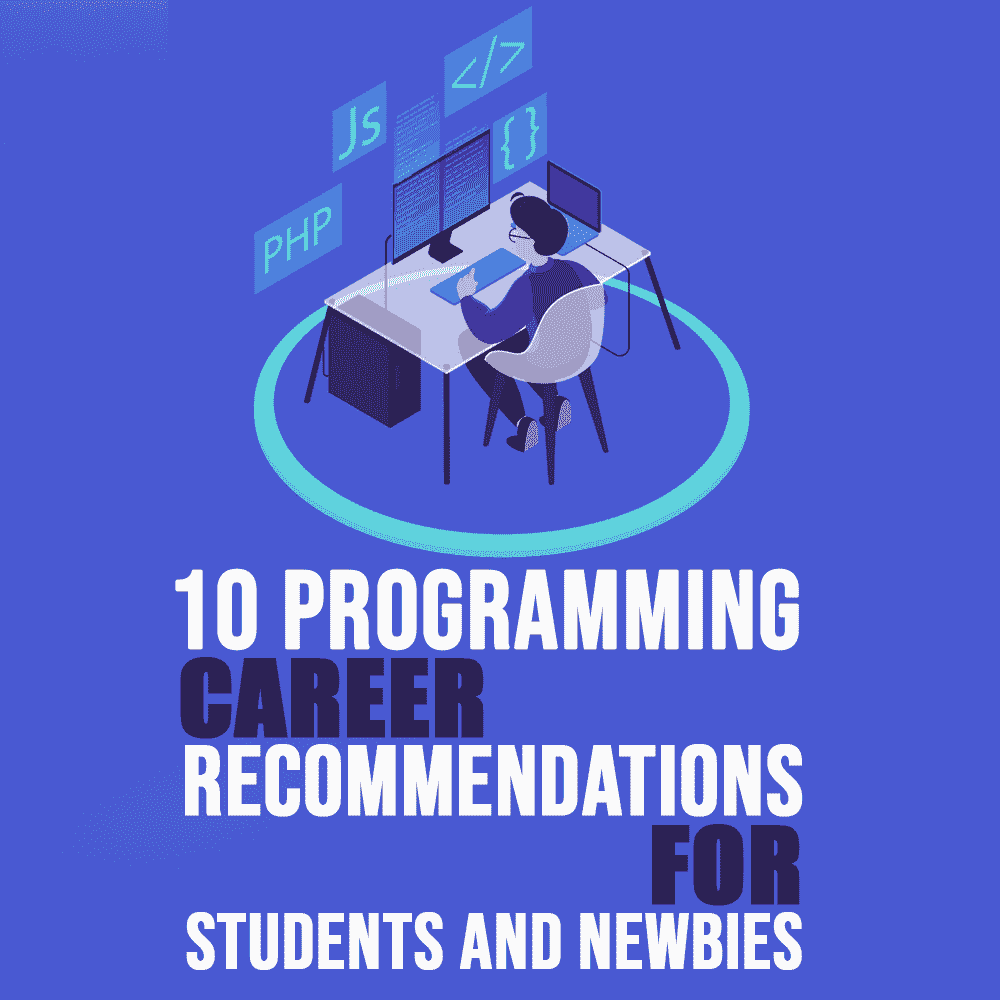 </>
Js
{ }
PHP
10 PROGRAMMING
CAREER
RECOMMENDATIONS
FOR
STUDENTS AND NEWBIES